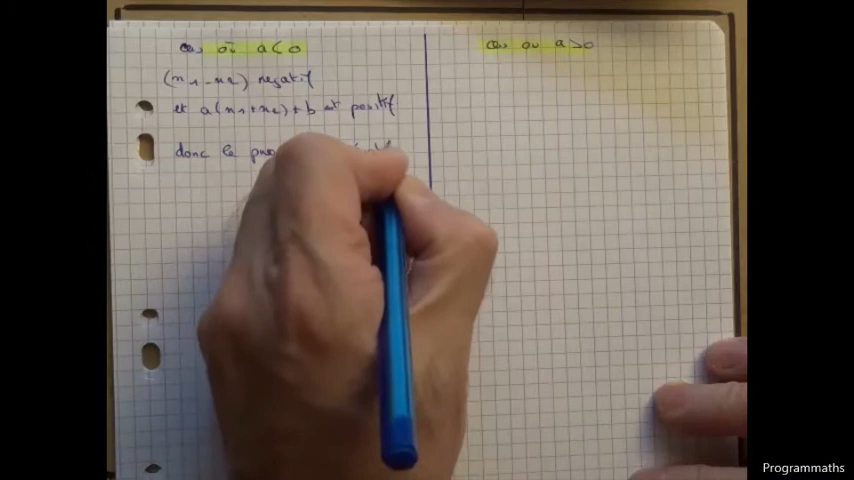 cas où a<0
(x1-x2) négatif
et a(x1+x2)+b est positif
donc le
cas où a>0
Programmaths